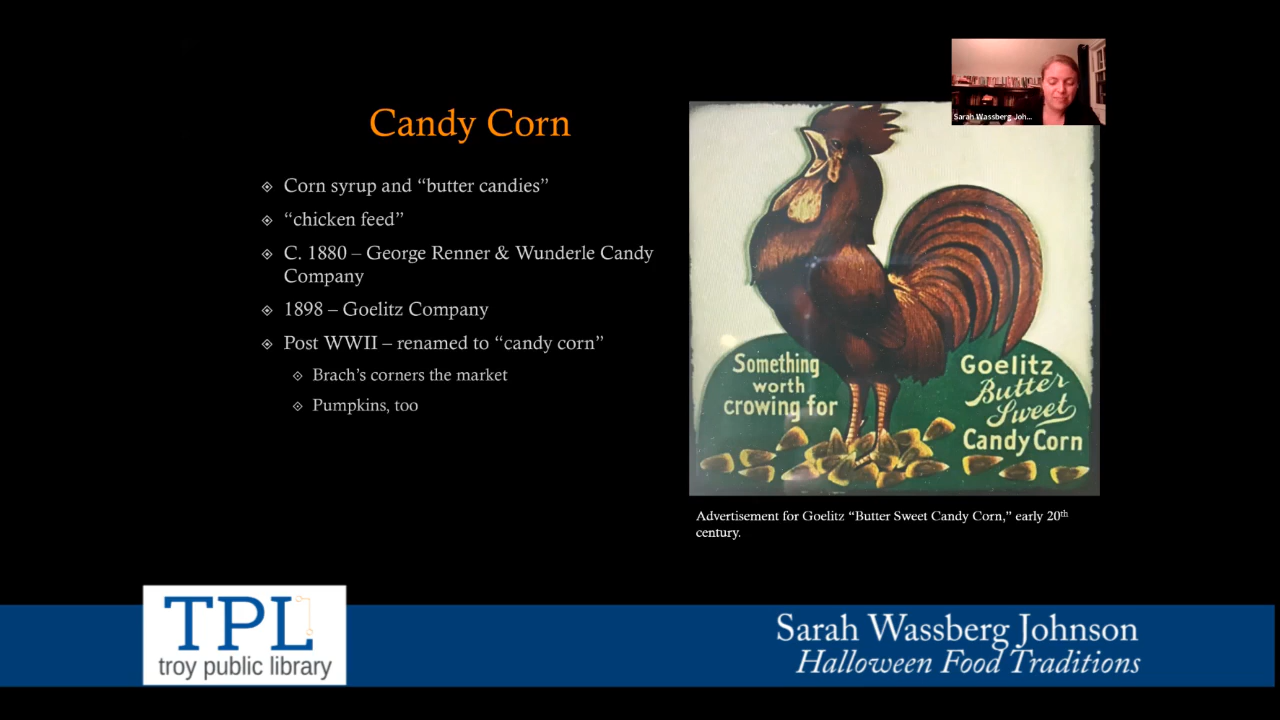 Sarah Wassberg Joh...
Candy Corn
Corn syrup and “butter candies”
“chicken feed”
C. 1880 – George Renner & Wunderle Candy
Company
1898 – Goelitz Company
Post WWII – renamed to “candy corn”
Brach’s corners the market
Pumpkins, too
Something
worth
crowing for
Goelitz
Butter
Sweet
Candy Corn
Advertisement for Goelitz “Butter Sweet Candy Corn,” early 20th
century.
TPL
troy public library
Sarah Wassberg Johnson
Halloween Food Traditions